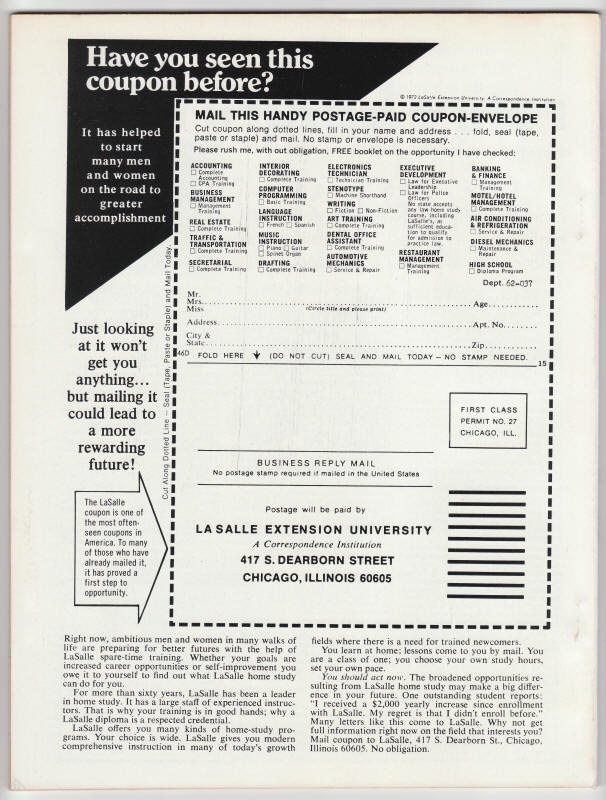 Have you seen this
coupon before?
© 1972 LaSalle Extension University A Correspondence Institution
It has helped
to start
many men
and women
on the road to
greater
accomplishment
MAIL THIS HANDY POSTAGE-PAID COUPON-ENVELOPE
Cut coupon along dotted lines, fill in your name and address . . . fold, seal (tape,
paste or staple) and mail. No stamp or envelope is necessary.
Please rush me, with out obligation, FREE booklet on the opportunity I have checked:
ACCOUNTING
☐ Complete
Accounting
☐ CPA Training
BUSINESS
MANAGEMENT
☐ Management
Training
REAL ESTATE
☐ Complete Training
TRAFFIC &
TRANSPORTATION
☐ Complete Training
SECRETARIAL
☐ Complete Training
INTERIOR
DECORATING
☐ Complete Training
COMPUTER
PROGRAMMING
☐ Basic Training
LANGUAGE
INSTRUCTION
☐ French ☐ Spanish
MUSIC
INSTRUCTION
☐ Piano ☐ Guitar
☐ Spinet Organ
DRAFTING
☐ Complete Training
ELECTRONICS
TECHNICIAN
☐ Technician Training
STENOTYPE
☐ Machine Shorthand
WRITING
☐ Fiction ☐ Non-Fiction
ART TRAINING
☐ Complete Training
DENTAL OFFICE
ASSISTANT
☐ Complete Training
AUTOMOTIVE
MECHANICS
☐ Service & Repair
EXECUTIVE
DEVELOPMENT
☐ Law for Executive
Leadership
☐ Law for Police
Officers
No state accepts
any law home study
course, including
LaSalle's, as
sufficient educa-
tion to qualify
for admission to
practice law.
RESTAURANT
MANAGEMENT
☐ Management
Training
BANKING
& FINANCE
☐ Management
Training
MOTEL/HOTEL
MANAGEMENT
☐ Complete Training
AIR CONDITIONING
& REFRIGERATION
☐ Service & Repair
DIESEL MECHANICS
☐ Maintenance &
Repair
HIGH SCHOOL
☐ Diploma Program
Dept. 62-037
Mr.
Mrs.
Miss
(Circle title and please print)
Age
Address
Apt. No.
City &
State
Zip
46D FOLD HERE (DO NOT CUT) SEAL AND MAIL TODAY – NO STAMP NEEDED. 15
Cut Along Dotted Line – Seal (Tape, Paste or Staple) and Mail Today.
Just looking
at it won't
get you
anything...
but mailing it
could lead to
a more
rewarding
future!
The LaSalle
coupon is one of
the most often-
seen coupons in
America. To many
of those who have
already mailed it,
it has proved a
first step to
opportunity.
FIRST CLASS
PERMIT NO. 27
CHICAGO, ILL.
BUSINESS REPLY MAIL
No postage stamp required if mailed in the United States
Postage will be paid by
LA SALLE EXTENSION UNIVERSITY
A Correspondence Institution
417 S. DEARBORN STREET
CHICAGO, ILLINOIS 60605
Right now, ambitious men and women in many walks of
life are preparing for better futures with the help of
LaSalle spare-time training. Whether your goals are
increased career opportunities or self-improvement you
owe it to yourself to find out what LaSalle home study
can do for you.
For more than sixty years, LaSalle has been a leader
in home study. It has a large staff of experienced instruc-
tors. That is why your training is in good hands; why a
LaSalle diploma is a respected credential.
LaSalle offers you many kinds of home-study pro-
grams. Your choice is wide. LaSalle gives you modern
comprehensive instruction in many of today's growth
fields where there is a need for trained newcomers.
You learn at home; lessons come to you by mail. You
are a class of one; you choose your own study hours,
set your own pace.
You should act now. The broadened opportunities re-
sulting from LaSalle home study may make a big differ-
ence in your future. One outstanding student reports:
"I received a $2,000 yearly increase since enrollment
with LaSalle. My regret is that I didn't enroll before."
Many letters like this come to LaSalle. Why not get
full information right now on the field that interests you?
Mail coupon to LaSalle, 417 S. Dearborn St., Chicago,
Illinois 60605. No obligation.